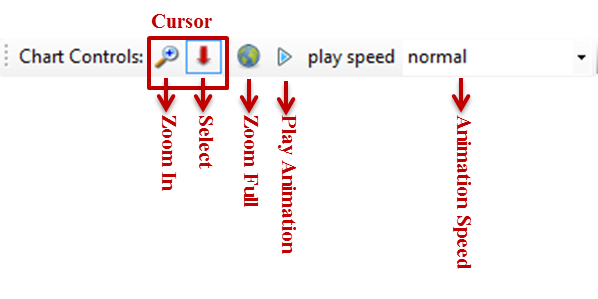 Cursor
Chart Controls:
play speed
normal
Zoom In
Select
Zoom Full
Play Animation
Animation Speed